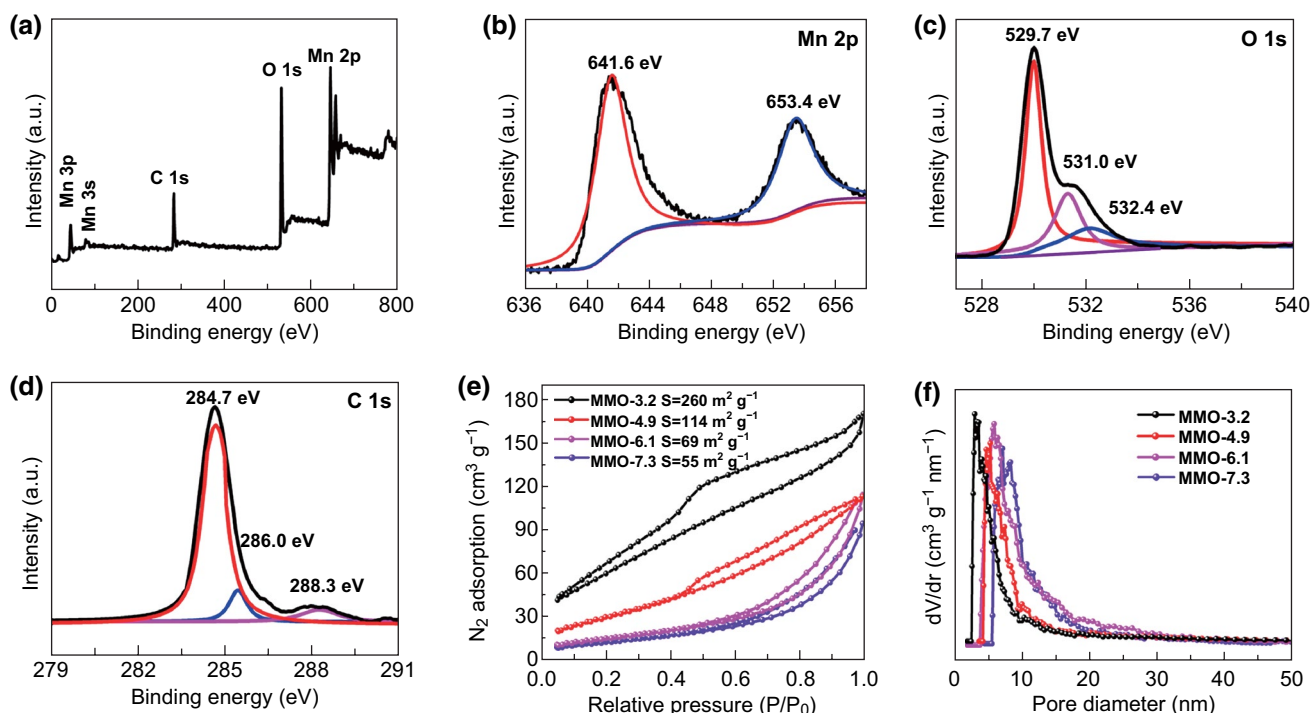 (a)
Mn 3p
Mn 3s
C 1s
O 1s
Mn 2p
Intensity (a.u.)
0 200 400 600 800
Binding energy (eV)
(b)
Mn 2p
641.6 eV
653.4 eV
Intensity (a.u.)
636 640 644 648 652 656
Binding energy (eV)
(c)
O 1s
529.7 eV
531.0 eV
532.4 eV
Intensity (a.u.)
528 532 536 540
Binding energy (eV)
(d)
C 1s
284.7 eV
286.0 eV
288.3 eV
Intensity (a.u.)
279 282 285 288 291
Binding energy (eV)
(e)
MMO-3.2 S=260 m² g⁻¹
MMO-4.9 S=114 m² g⁻¹
MMO-6.1 S=69 m² g⁻¹
MMO-7.3 S=55 m² g⁻¹
N₂ adsorption (cm³ g⁻¹)
180
150
120
90
60
30
0
0.0 0.2 0.4 0.6 0.8 1.0
Relative pressure (P/P₀)
(f)
MMO-3.2
MMO-4.9
MMO-6.1
MMO-7.3
dV/dr (cm³ g⁻¹ nm⁻¹)
0 10 20 30 40 50
Pore diameter (nm)